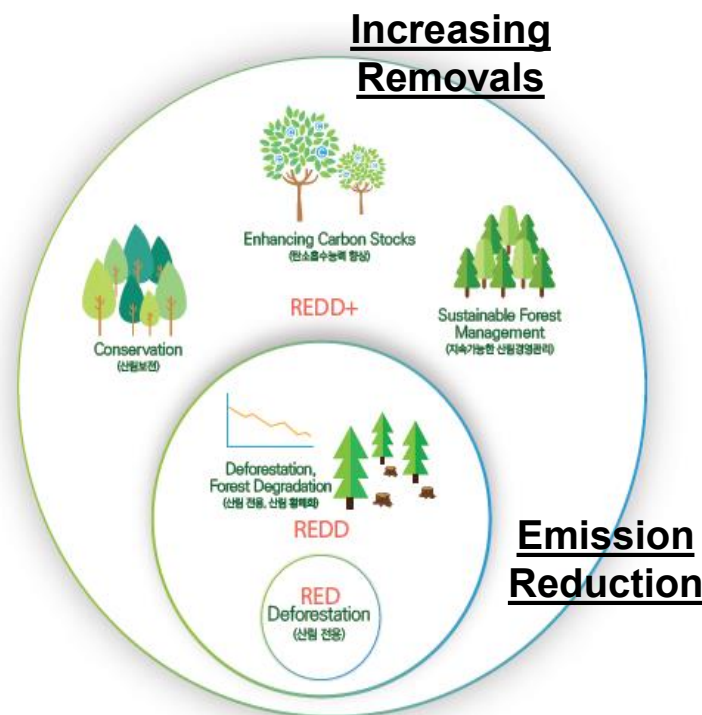 Increasing
Removals
Enhancing Carbon Stocks
(탄소흡수능력 향상)
REDD+
Conservation
(산림보전)
Sustainable Forest
Management
(지속가능한 산림경영관리)
Deforestation,
Forest Degradation
(산림 전용, 산림 황폐화)
REDD
Emission
Reduction
RED
Deforestation
(산림 전용)